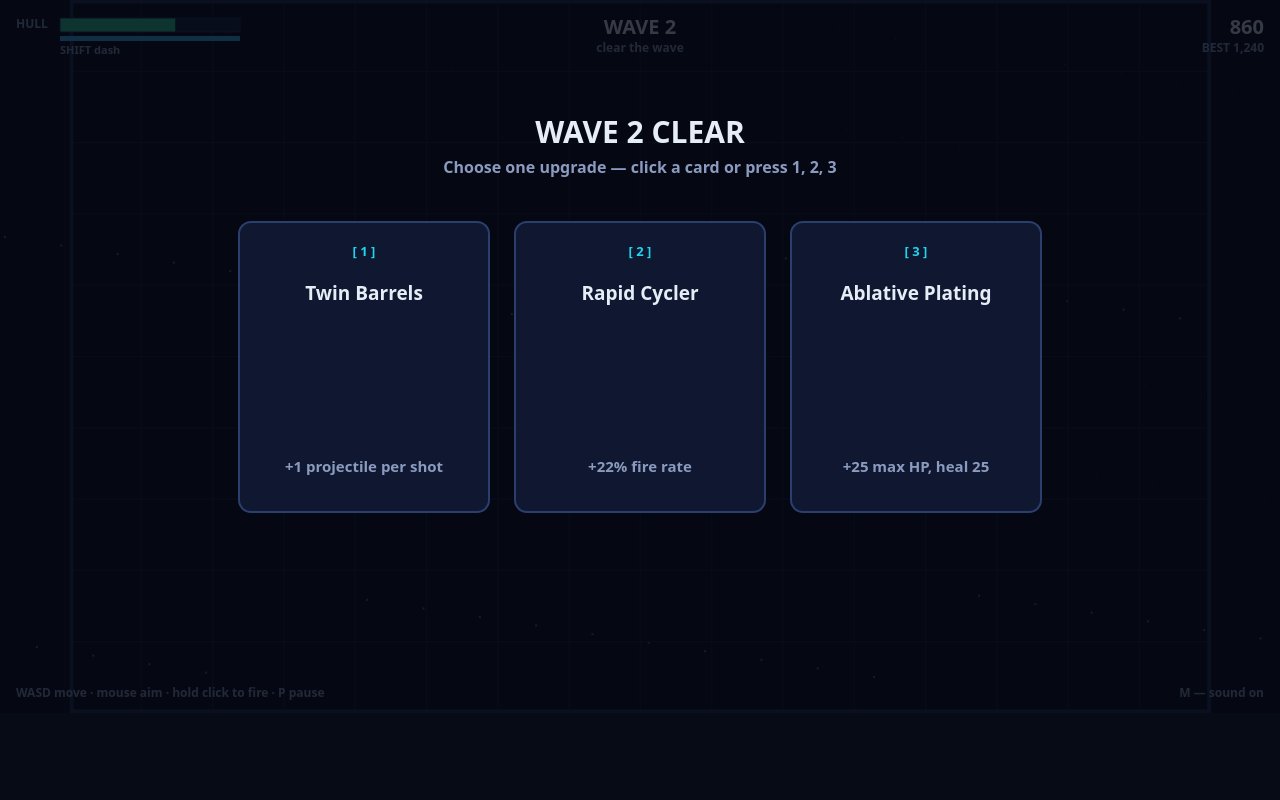 HULL
SHIFT dash
WAVE 2
clear the wave
860
BEST 1,240
WAVE 2 CLEAR
Choose one upgrade — click a card or press 1, 2, 3
[ 1 ]
Twin Barrels
+1 projectile per shot
[ 2 ]
Rapid Cycler
+22% fire rate
[ 3 ]
Ablative Plating
+25 max HP, heal 25
WASD move · mouse aim · hold click to fire · P pause
M — sound on